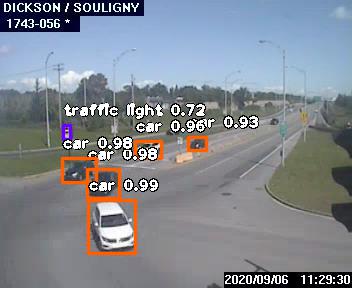 DICKSON / SOULIGNY
1743-056 *
traffic light 0.72
car 0.96
car 0.93
car 0.98
car 0.98
car 0.99
2020/09/06 11:29:30